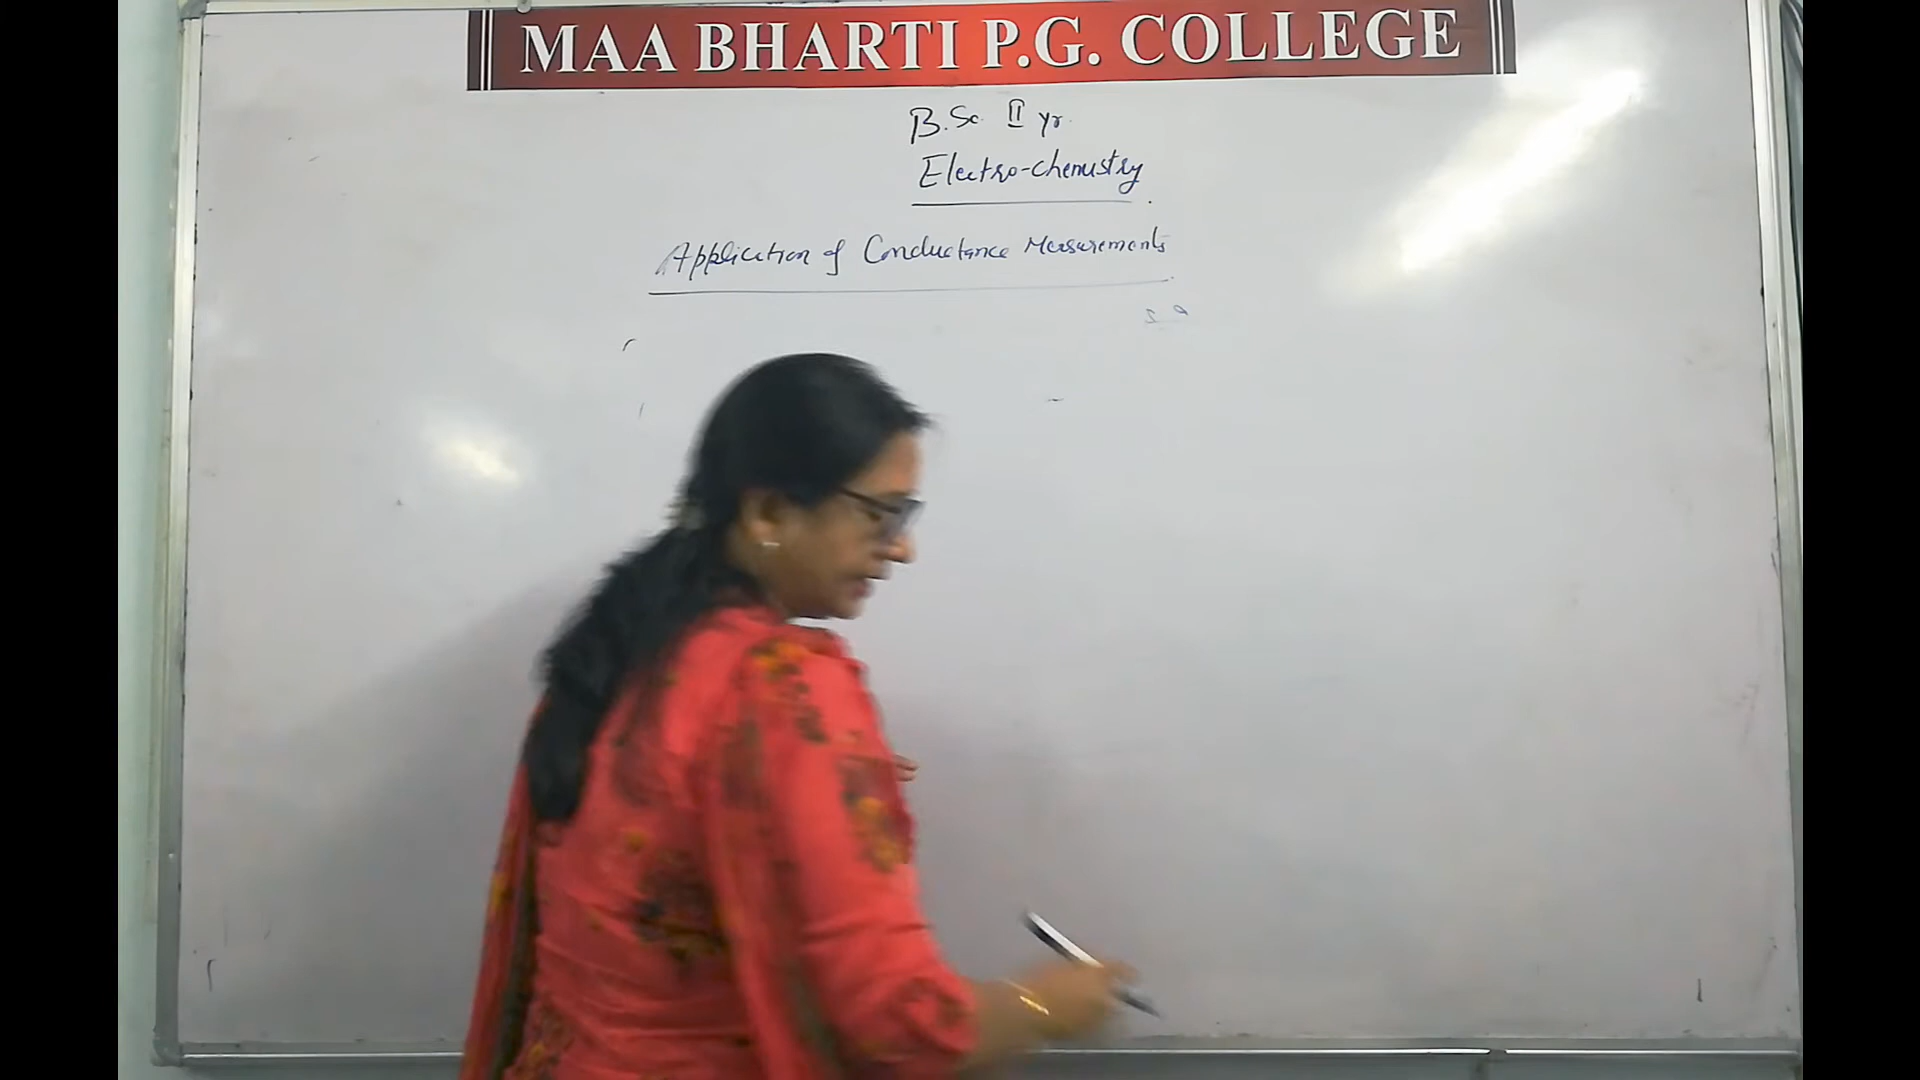 MAA BHARTI P.G. COLLEGE
B.Sc. II yr.
Electro-chemistry
Application of Conductance Measurements